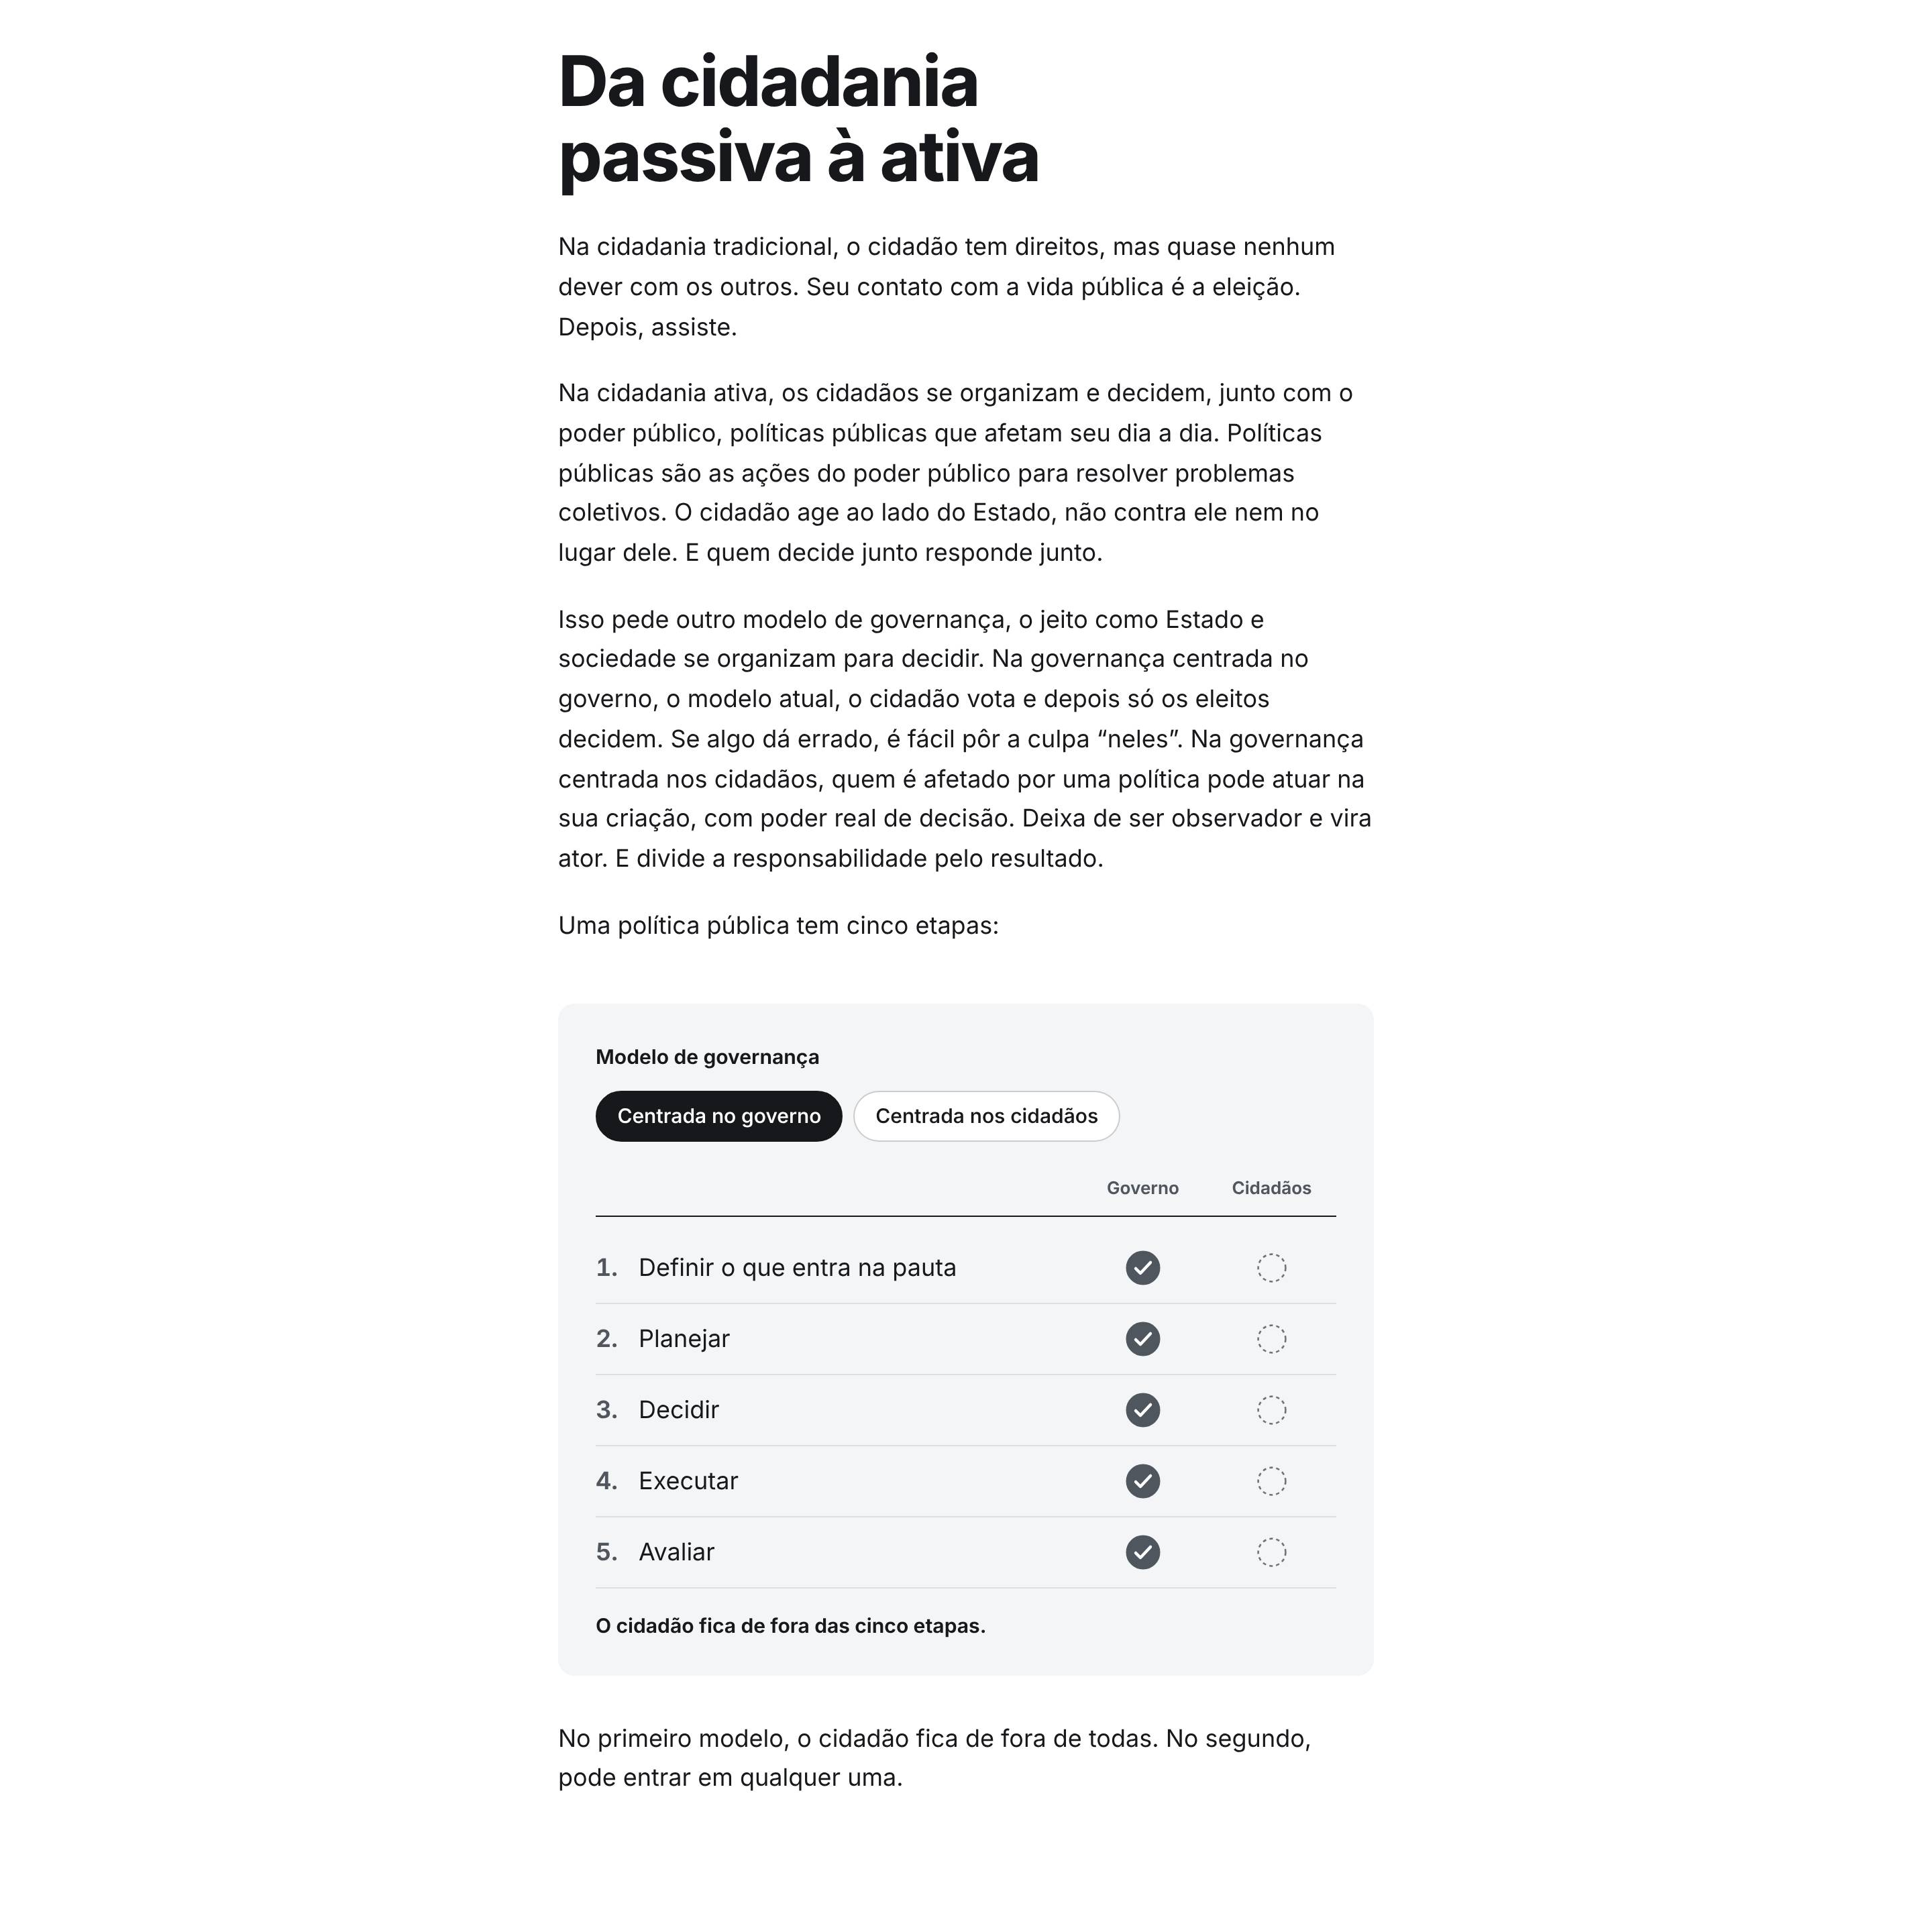 Da cidadania
passiva à ativa
Na cidadania tradicional, o cidadão tem direitos, mas quase nenhum
dever com os outros. Seu contato com a vida pública é a eleição.
Depois, assiste.
Na cidadania ativa, os cidadãos se organizam e decidem, junto com o
poder público, políticas públicas que afetam seu dia a dia. Políticas
públicas são as ações do poder público para resolver problemas
coletivos. O cidadão age ao lado do Estado, não contra ele nem no
lugar dele. E quem decide junto responde junto.
Isso pede outro modelo de governança, o jeito como Estado e
sociedade se organizam para decidir. Na governança centrada no
governo, o modelo atual, o cidadão vota e depois só os eleitos
decidem. Se algo dá errado, é fácil pôr a culpa “neles”. Na governança
centrada nos cidadãos, quem é afetado por uma política pode atuar na
sua criação, com poder real de decisão. Deixa de ser observador e vira
ator. E divide a responsabilidade pelo resultado.
Uma política pública tem cinco etapas:
Modelo de governança
Centrada no governo Centrada nos cidadãos
Governo Cidadãos
1. Definir o que entra na pauta
2. Planejar
3. Decidir
4. Executar
5. Avaliar
O cidadão fica de fora das cinco etapas.
No primeiro modelo, o cidadão fica de fora de todas. No segundo,
pode entrar em qualquer uma.